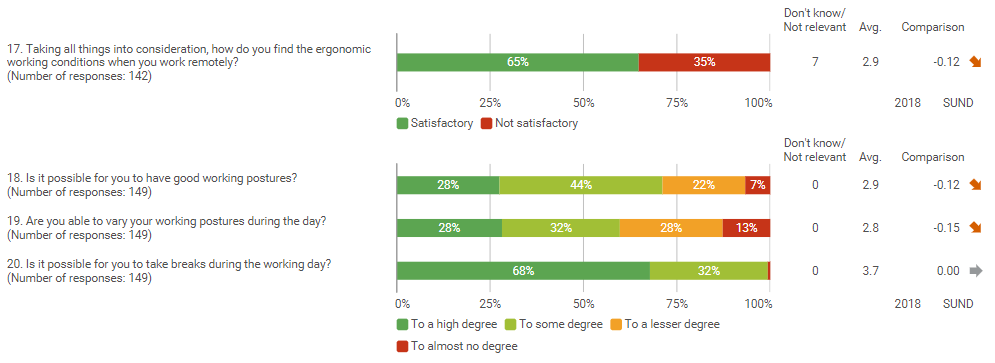 Don't know/
Not relevant Avg. Comparison
17. Taking all things into consideration, how do you find the ergonomic
working conditions when you work remotely?
(Number of responses: 142)
65% 35% 7 2.9 -0.12
0% 25% 50% 75% 100% 2018 SUND
Satisfactory Not satisfactory
Don't know/
Not relevant Avg. Comparison
18. Is it possible for you to have good working postures?
(Number of responses: 149)
28% 44% 22% 7% 0 2.9 -0.12
19. Are you able to vary your working postures during the day?
(Number of responses: 149)
28% 32% 28% 13% 0 2.8 -0.15
20. Is it possible for you to take breaks during the working day?
(Number of responses: 149)
68% 32% 0 3.7 0.00
0% 25% 50% 75% 100% 2018 SUND
To a high degree To some degree To a lesser degree
To almost no degree